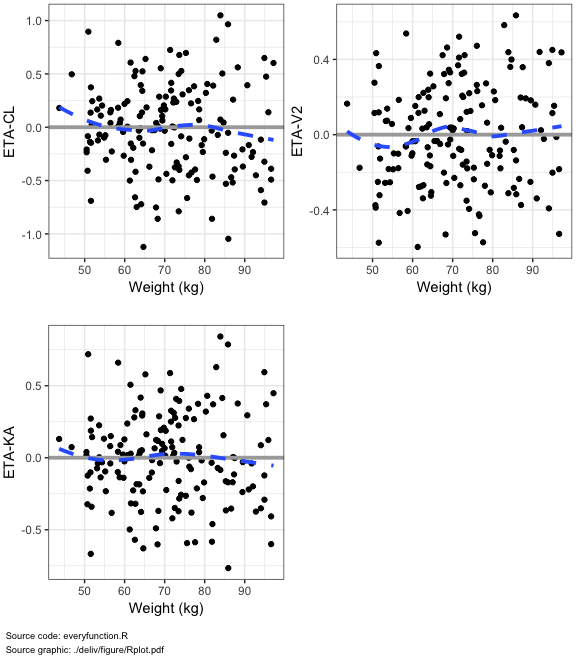 1.0
0.5
0.0
-0.5
-1.0
ETA-CL
50 60 70 80 90
Weight (kg)
0.4
0.0
-0.4
ETA-V2
50 60 70 80 90
Weight (kg)
0.5
0.0
-0.5
ETA-KA
50 60 70 80 90
Weight (kg)
Source code: everyfunction.R
Source graphic: ./deliv/figure/Rplot.pdf